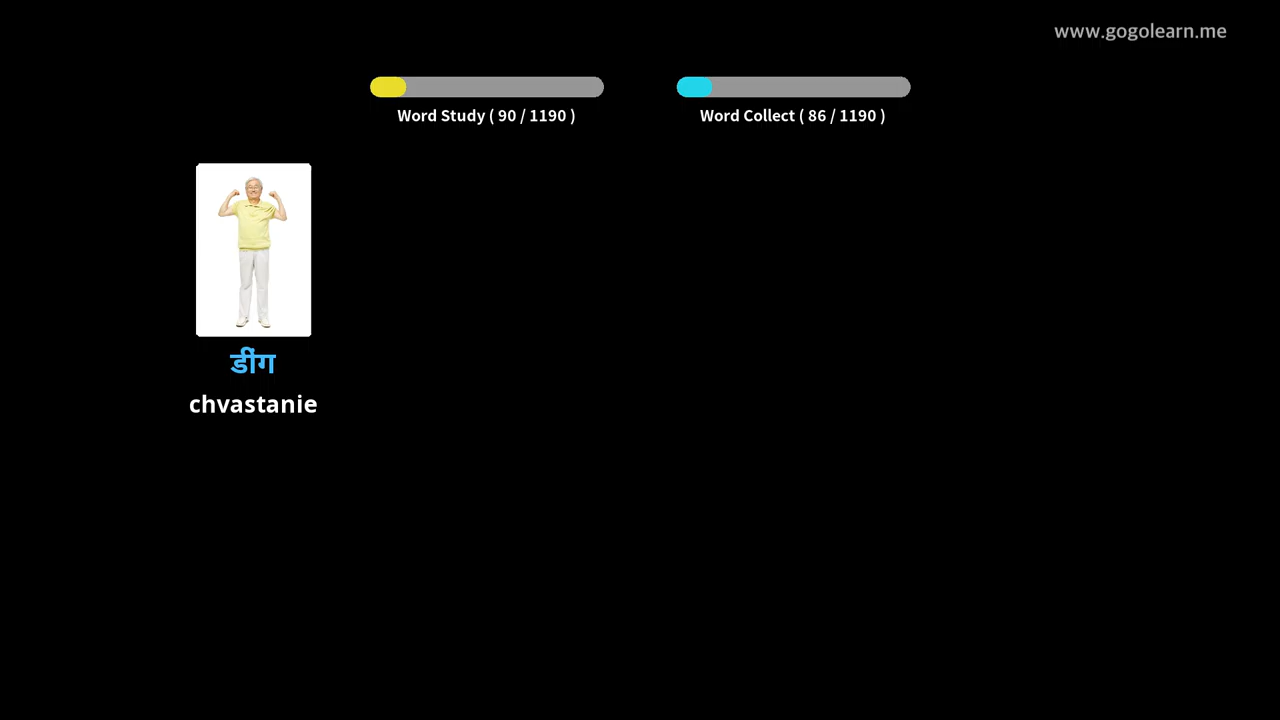 www.gogolearn.me
Word Study ( 90 / 1190 )
Word Collect ( 86 / 1190 )
डींग
chvastanie